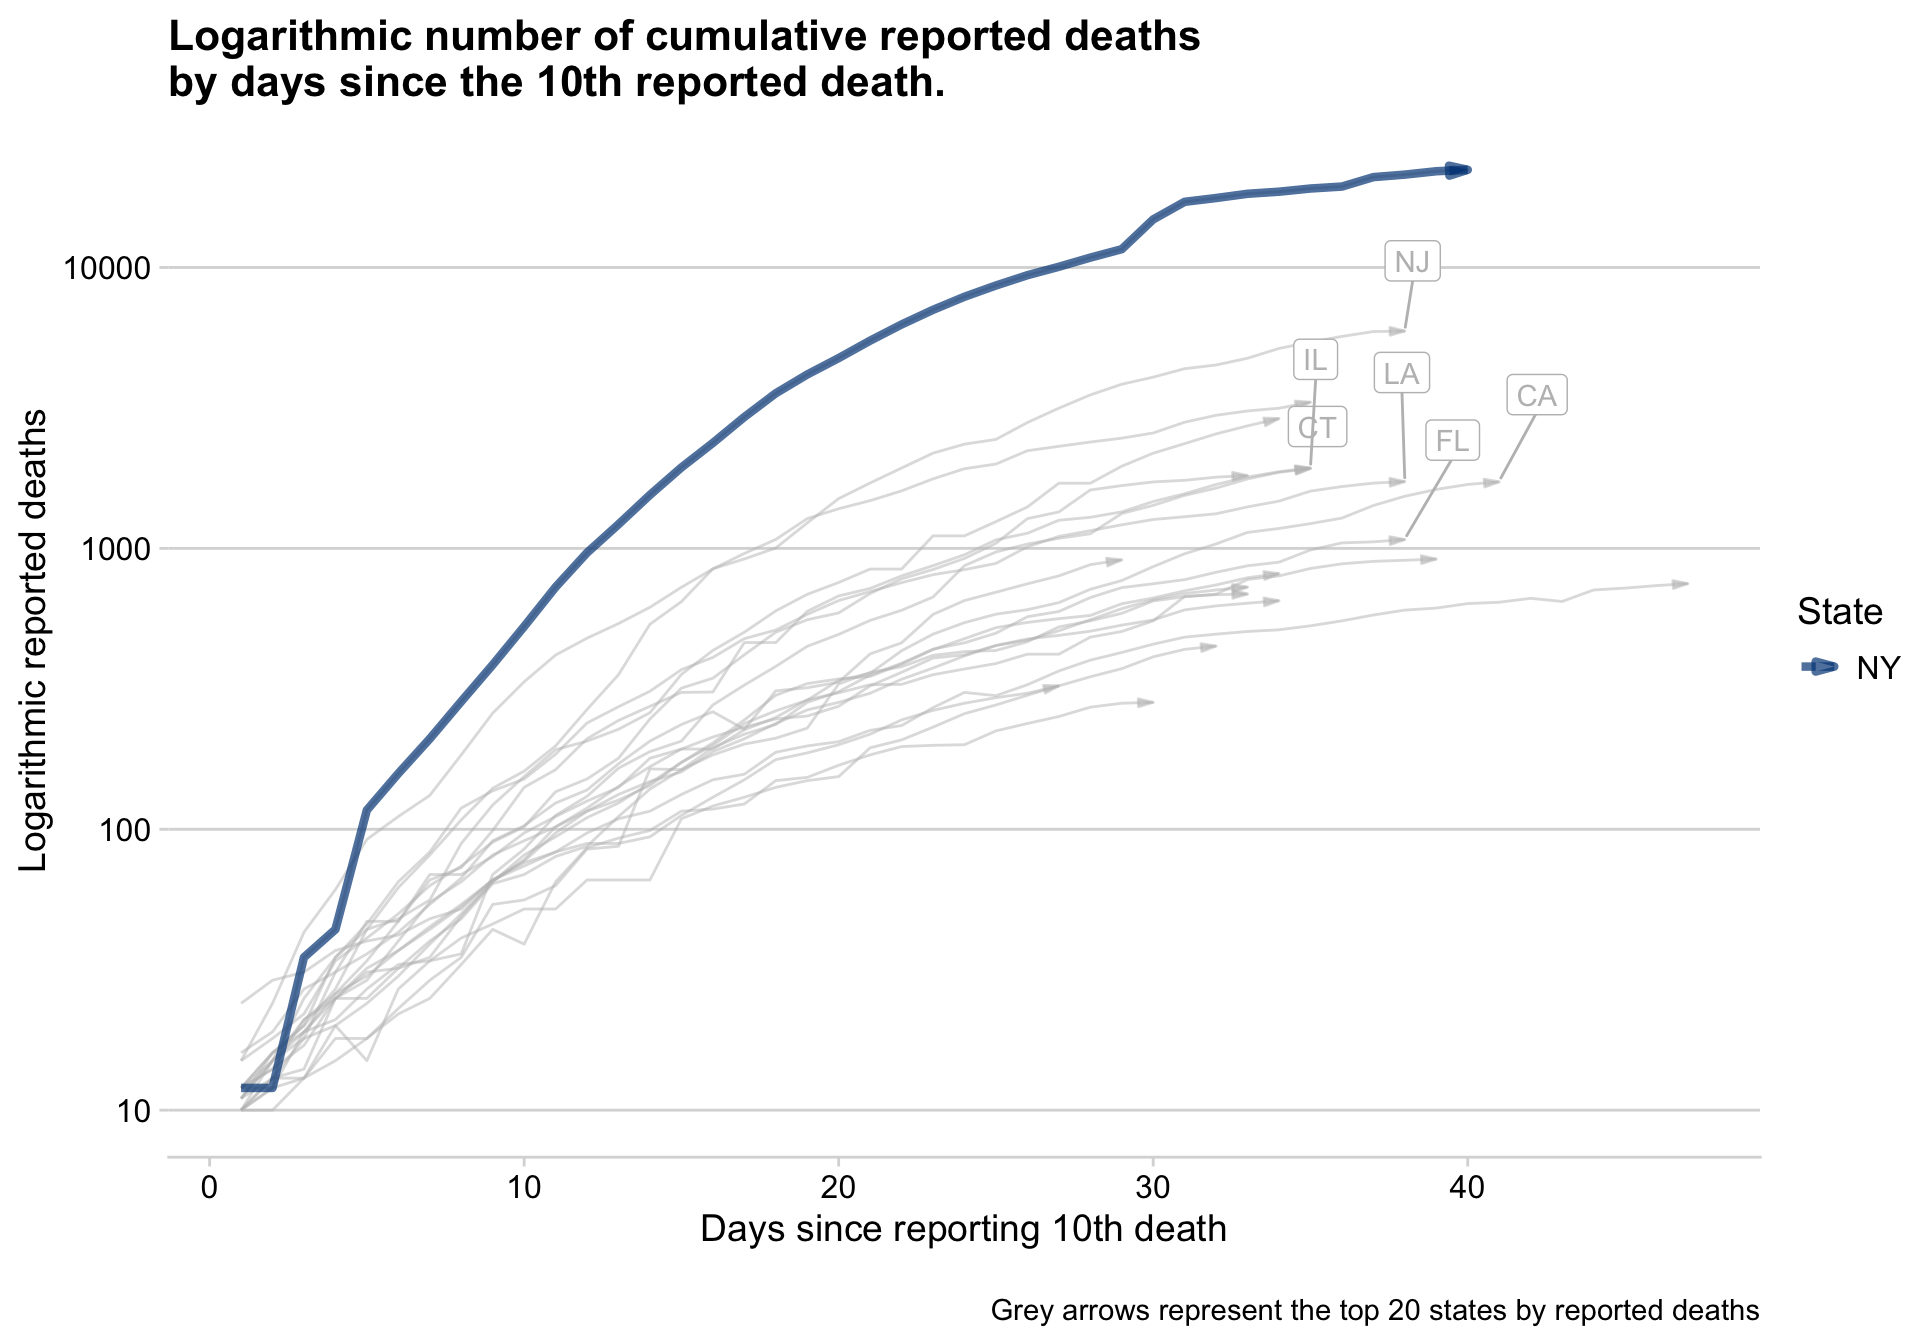 Logarithmic number of cumulative reported deaths
by days since the 10th reported death.
Logarithmic reported deaths
10000
1000
100
10
NJ
IL
LA
CA
CT
FL
State
NY
0
10
20
30
40
Days since reporting 10th death
Grey arrows represent the top 20 states by reported deaths